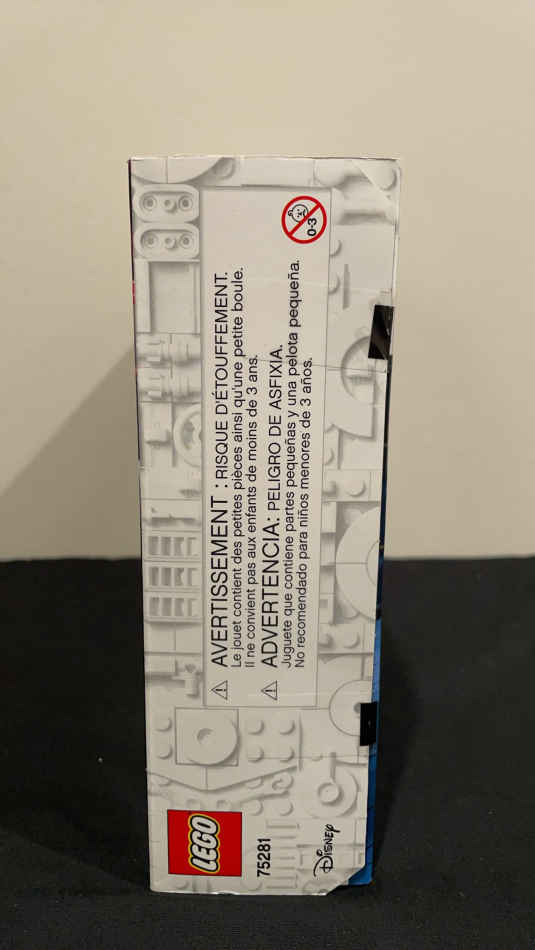 AVERTISSEMENT : RISQUE D'ÉTOUFFEMENT.
Le jouet contient des petites pièces ainsi qu'une petite boule.
Il ne convient pas aux enfants de moins de 3 ans.
ADVERTENCIA: PELIGRO DE ASFIXIA.
Juguete que contiene partes pequeñas y una pelota pequeña.
No recomendado para niños menores de 3 años.
0-3
LEGO
75281
Disney